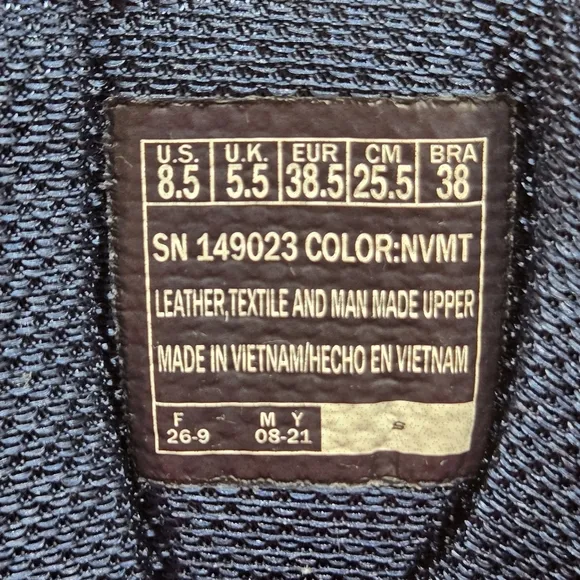 U.S. U.K. EUR CM BRA
8.5 5.5 38.5 25.5 38
SN 149023 COLOR:NVMT
LEATHER,TEXTILE AND MAN MADE UPPER
MADE IN VIETNAM/HECHO EN VIETNAM
F M Y
26-9 08-21 S